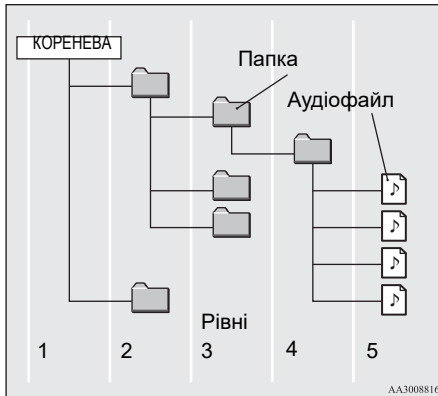 КОРЕНЕВА
Папка
Аудіофайл
Рівні
1 2 3 4 5
AA3008816